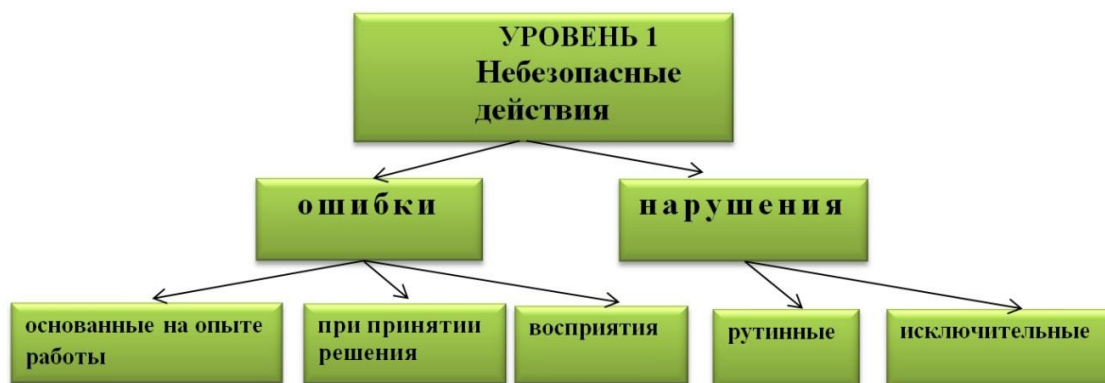 УРОВЕНЬ 1
Небезопасные
действия
ошибки
нарушения
основанные на опыте
работы
при принятии
решения
восприятия
рутинные
исключительные